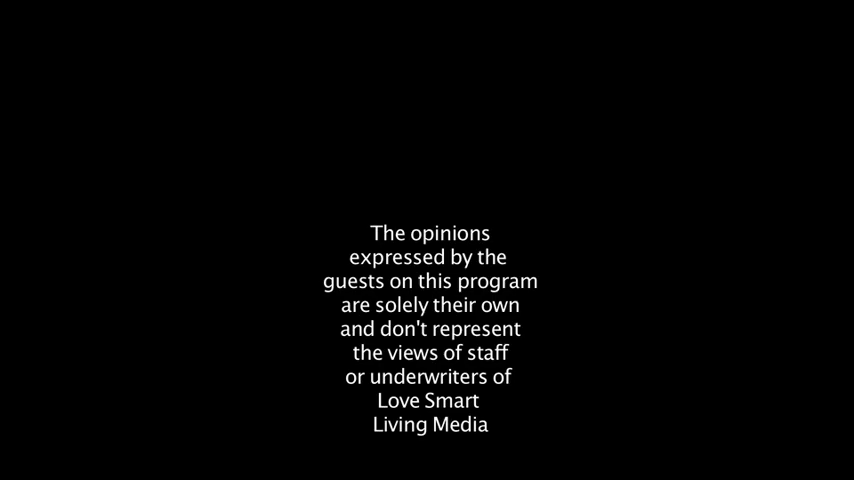 The opinions
expressed by the
guests on this program
are solely their own
and don't represent
the views of staff
or underwriters of
Love Smart
Living Media